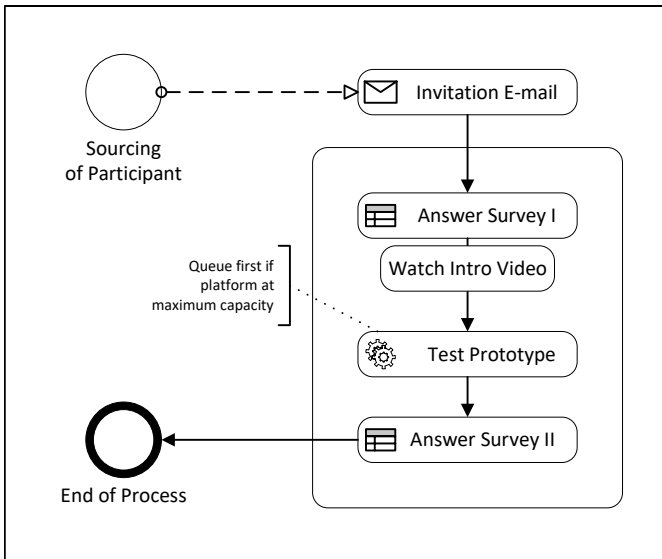 Invitation E-mail
Sourcing
of Participant
Answer Survey I
Watch Intro Video
Queue first if
platform at
maximum capacity
Test Prototype
Answer Survey II
End of Process